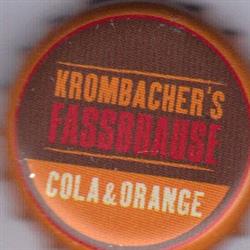 KROMBACHER'S
FASSBRAUSE
COLA & ORANGE